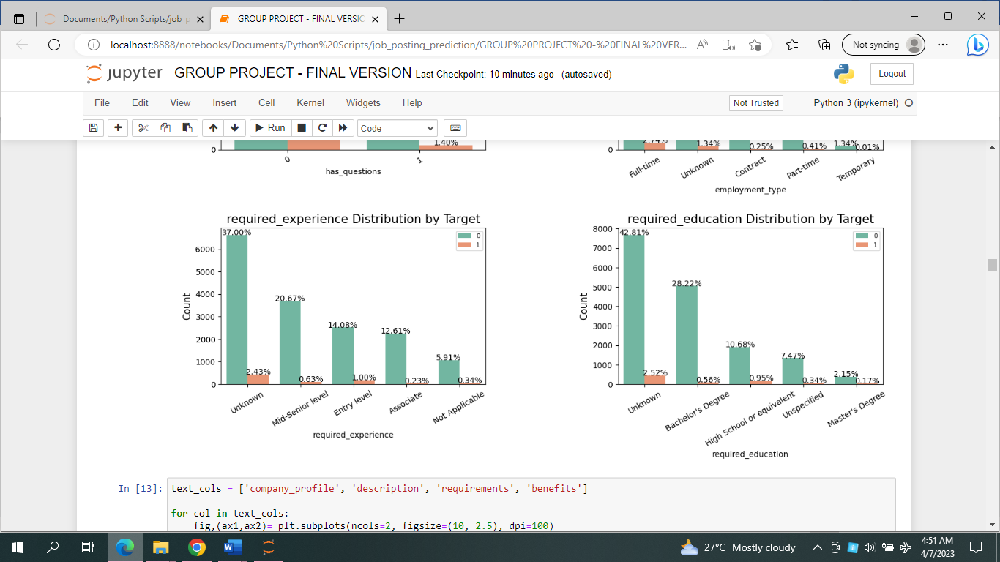 Documents/Python Scripts/job_p
GROUP PROJECT - FINAL VERSIO
localhost:8888/notebooks/Documents/Python%20Scripts/job_posting_prediction/GROUP%20PROJECT%20-%20FINAL%20VER...
Not syncing
jupyter GROUP PROJECT - FINAL VERSION Last Checkpoint: 10 minutes ago (autosaved)
Logout
File Edit View Insert Cell Kernel Widgets Help
Not Trusted
Python 3 (ipykernel)
Run
Code
1.40%
0
0 1
has_questions
2.74% 1.34% 0.25% 0.41% 1.34% 0.01%
0
Full-time Unknown Contract Part-time Temporary
employment_type
required_experience Distribution by Target
37.00%
0
1
6000
5000
4000
3000
2000
1000
0
Count
20.67%
14.08%
12.61%
5.91%
2.43%
0.63%
1.00%
0.23%
0.34%
Unknown Mid-Senior level Entry level Associate Not Applicable
required_experience
required_education Distribution by Target
42.81%
0
1
8000
7000
6000
5000
4000
3000
2000
1000
0
Count
28.22%
10.68%
7.47%
2.15%
2.52%
0.56%
0.95%
0.34%
0.17%
Unknown Bachelor's Degree High School or equivalent Unspecified Master's Degree
required_education
In [13]: text_cols = ['company_profile', 'description', 'requirements', 'benefits']
for col in text_cols:
fig,(ax1,ax2)= plt.subplots(ncols=2, figsize=(10, 2.5), dpi=100)
27°C Mostly cloudy
4:51 AM
4/7/2023